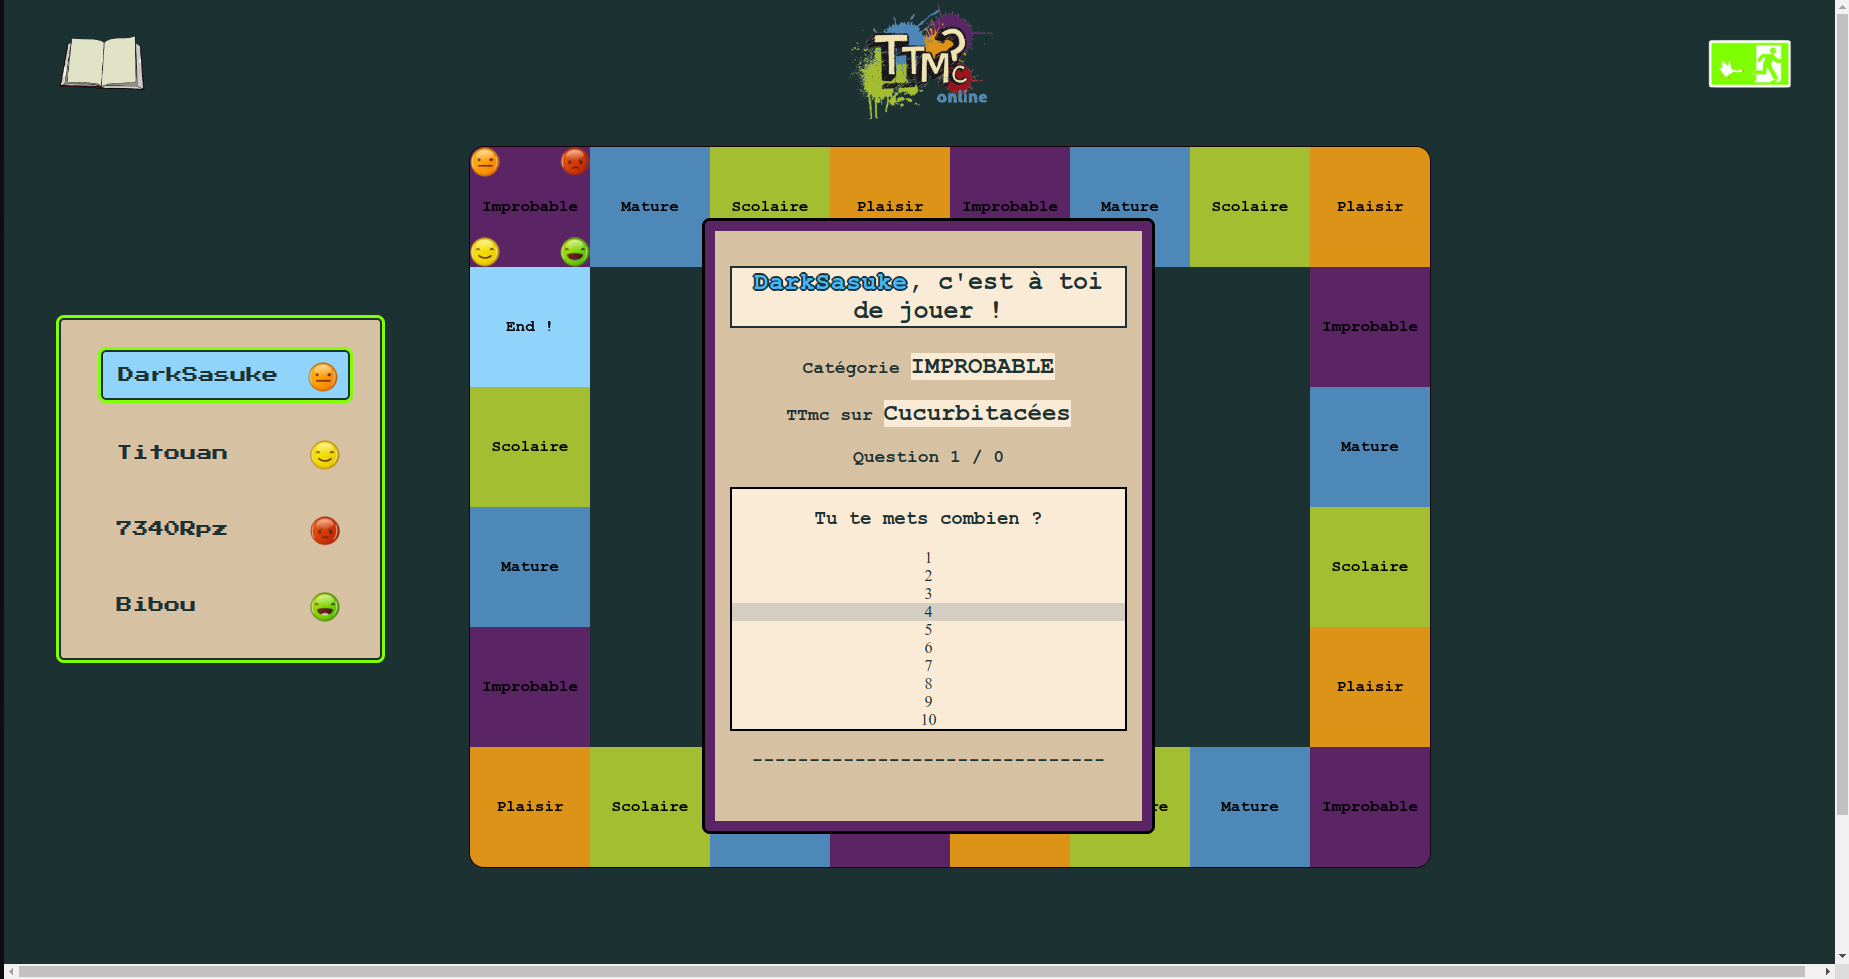 TTMC?
online
Improbable
Mature
Scolaire
Plaisir
Improbable
Mature
Scolaire
Plaisir
DarkSasuke, c'est à toi
de jouer !
Catégorie IMPROBABLE
TTmc sur Cucurbitacées
Question 1 / 0
Tu te mets combien ?
1
2
3
4
5
6
7
8
9
10
-------------------------------
End !
Scolaire
Mature
Improbable
Improbable
Mature
Scolaire
Plaisir
Plaisir
Scolaire
re
Mature
Improbable
DarkSasuke
Titouan
7340Rpz
Bibou